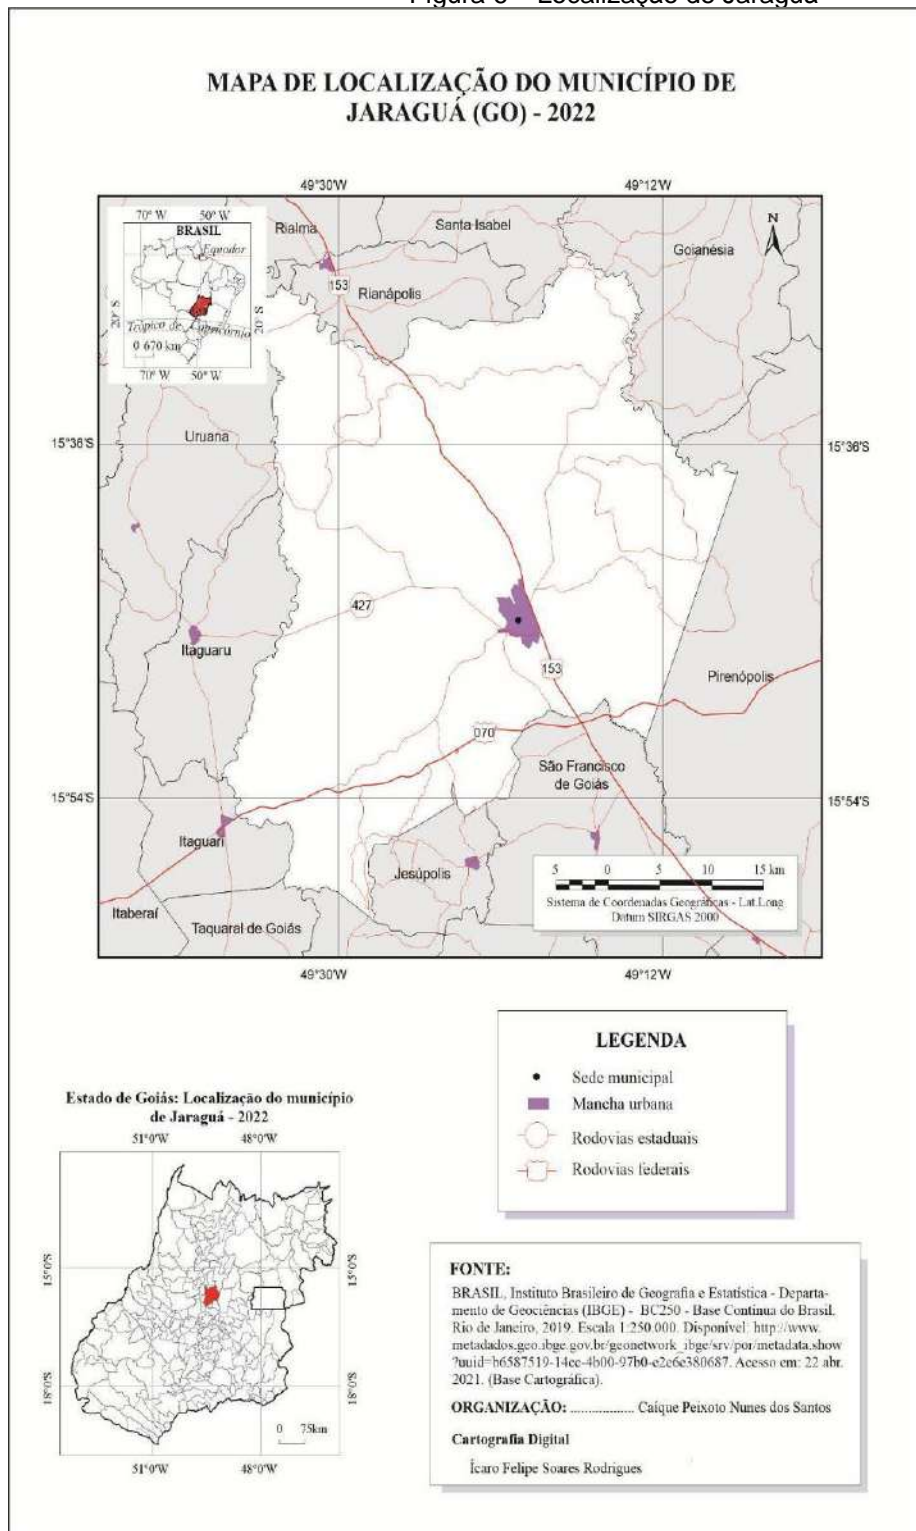 MAPA DE LOCALIZAÇÃO DO MUNICÍPIO DE
JARAGUÁ (GO) - 2022
49°30'W
49°12'W
70° W
50° W
BRASIL
Equador
20° S
20° S
Trópico de Capricórnio
0 670 km
70° W
50° W
Rialma
Santa Isabel
N
Goianésia
153
Rianápolis
Uruana
15°36'S
15°36'S
427
Itaguaru
153
Pirenópolis
070
São Francisco
de Goiás
15°54'S
15°54'S
Itaguari
Jesúpolis
5 0 5 10 15 km
Sistema de Coordenadas Geográficas - Lat.Long
Datum SIRGAS 2000
Itaberaí
Taquaral de Goiás
49°30'W
49°12'W
LEGENDA
Sede municipal
Mancha urbana
Rodovias estaduais
Rodovias federais
Estado de Goiás: Localização do município
de Jaraguá - 2022
51°0'W
48°0'W
15°0'S
15°0'S
18°0'S
18°0'S
0 75km
51°0'W
48°0'W
FONTE:
BRASIL, Instituto Brasileiro de Geografia e Estatística - Departa-
mento de Geociências (IBGE) - BC250 - Base Contínua do Brasil.
Rio de Janeiro, 2019. Escala 1:250.000. Disponível: http://www.
metadados.geo.ibge.gov.br/geonetwork_ibge/srv/por/metadata.show
?uuid=b6587519-14ec-4b00-97b0-e2e6e380687. Acesso em: 22 abr.
2021. (Base Cartográfica).
ORGANIZAÇÃO: ................. Caíque Peixoto Nunes dos Santos
Cartografia Digital
Ícaro Felipe Soares Rodrigues